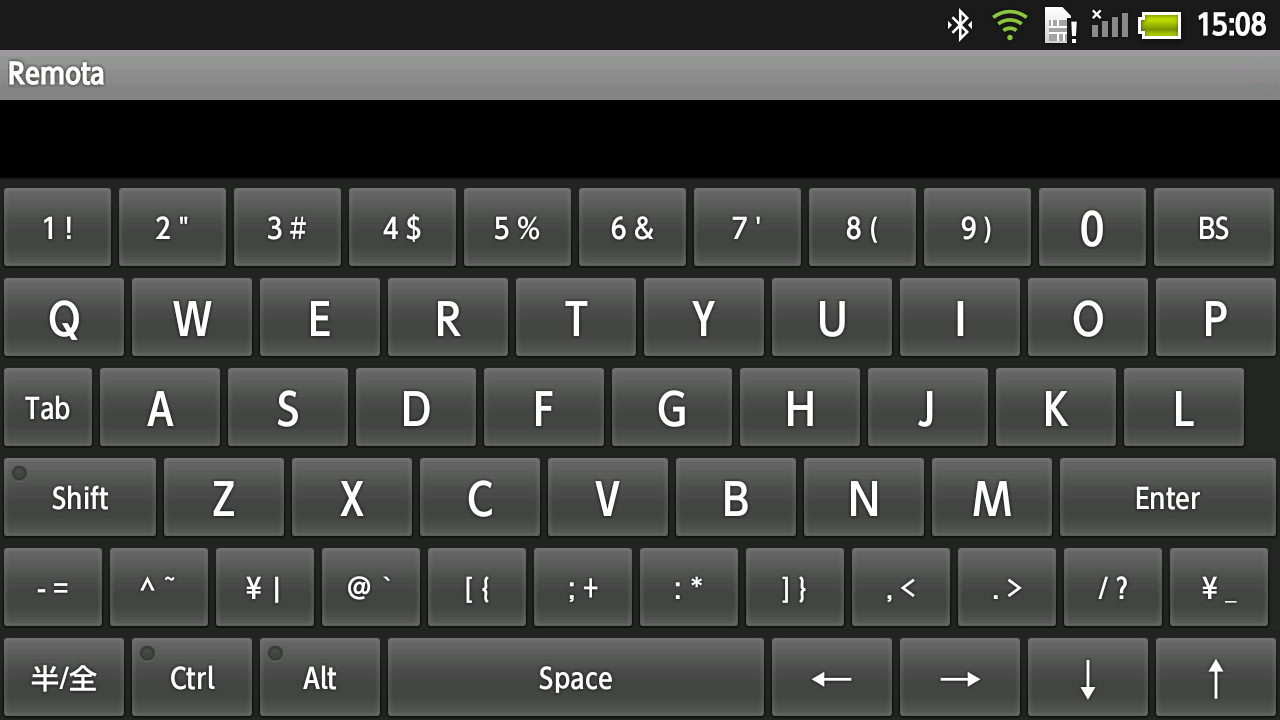 15:08
Remota
1 ! 2 " 3 # 4 $ 5 % 6 & 7 ' 8 ( 9 ) 0 BS
Q W E R T Y U I O P
Tab A S D F G H J K L
Shift Z X C V B N M Enter
- = ^ ~ ¥ | @ ` [ { ; + : * ] } , < . > / ? ¥ _
半/全 Ctrl Alt Space ← → ↓ ↑